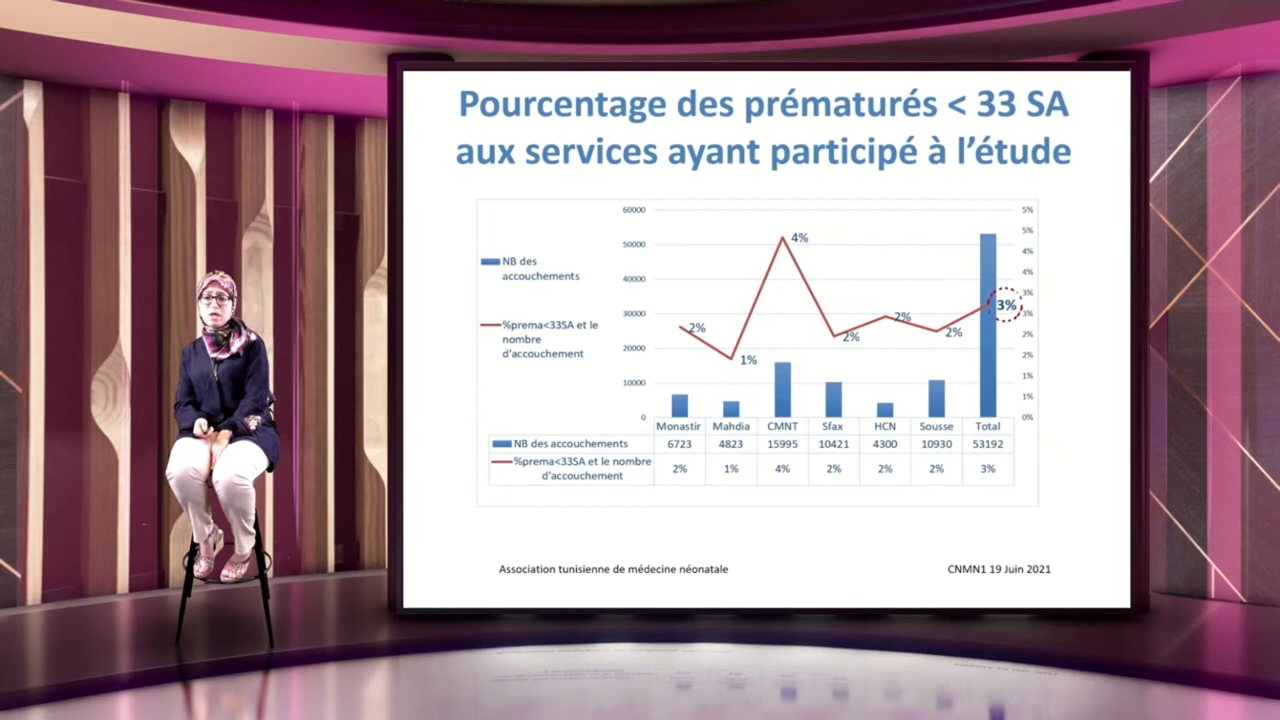 Pourcentage des prématurés < 33 SA
aux services ayant participé à l'étude
60000
50000
40000
30000
20000
10000
0
5%
5%
4%
4%
3%
3%
2%
2%
1%
1%
0%
NB des
accouchements
%prema<33SA et le
nombre
d'accouchement
2%
1%
4%
2%
2%
2%
3%
Monastir Mahdia CMNT Sfax HCN Sousse Total
NB des accouchements 6723 4823 15995 10421 4300 10930 53192
%prema<33SA et le nombre
d'accouchement 2% 1% 4% 2% 2% 2% 3%
Association tunisienne de médecine néonatale CNMN1 19 Juin 2021